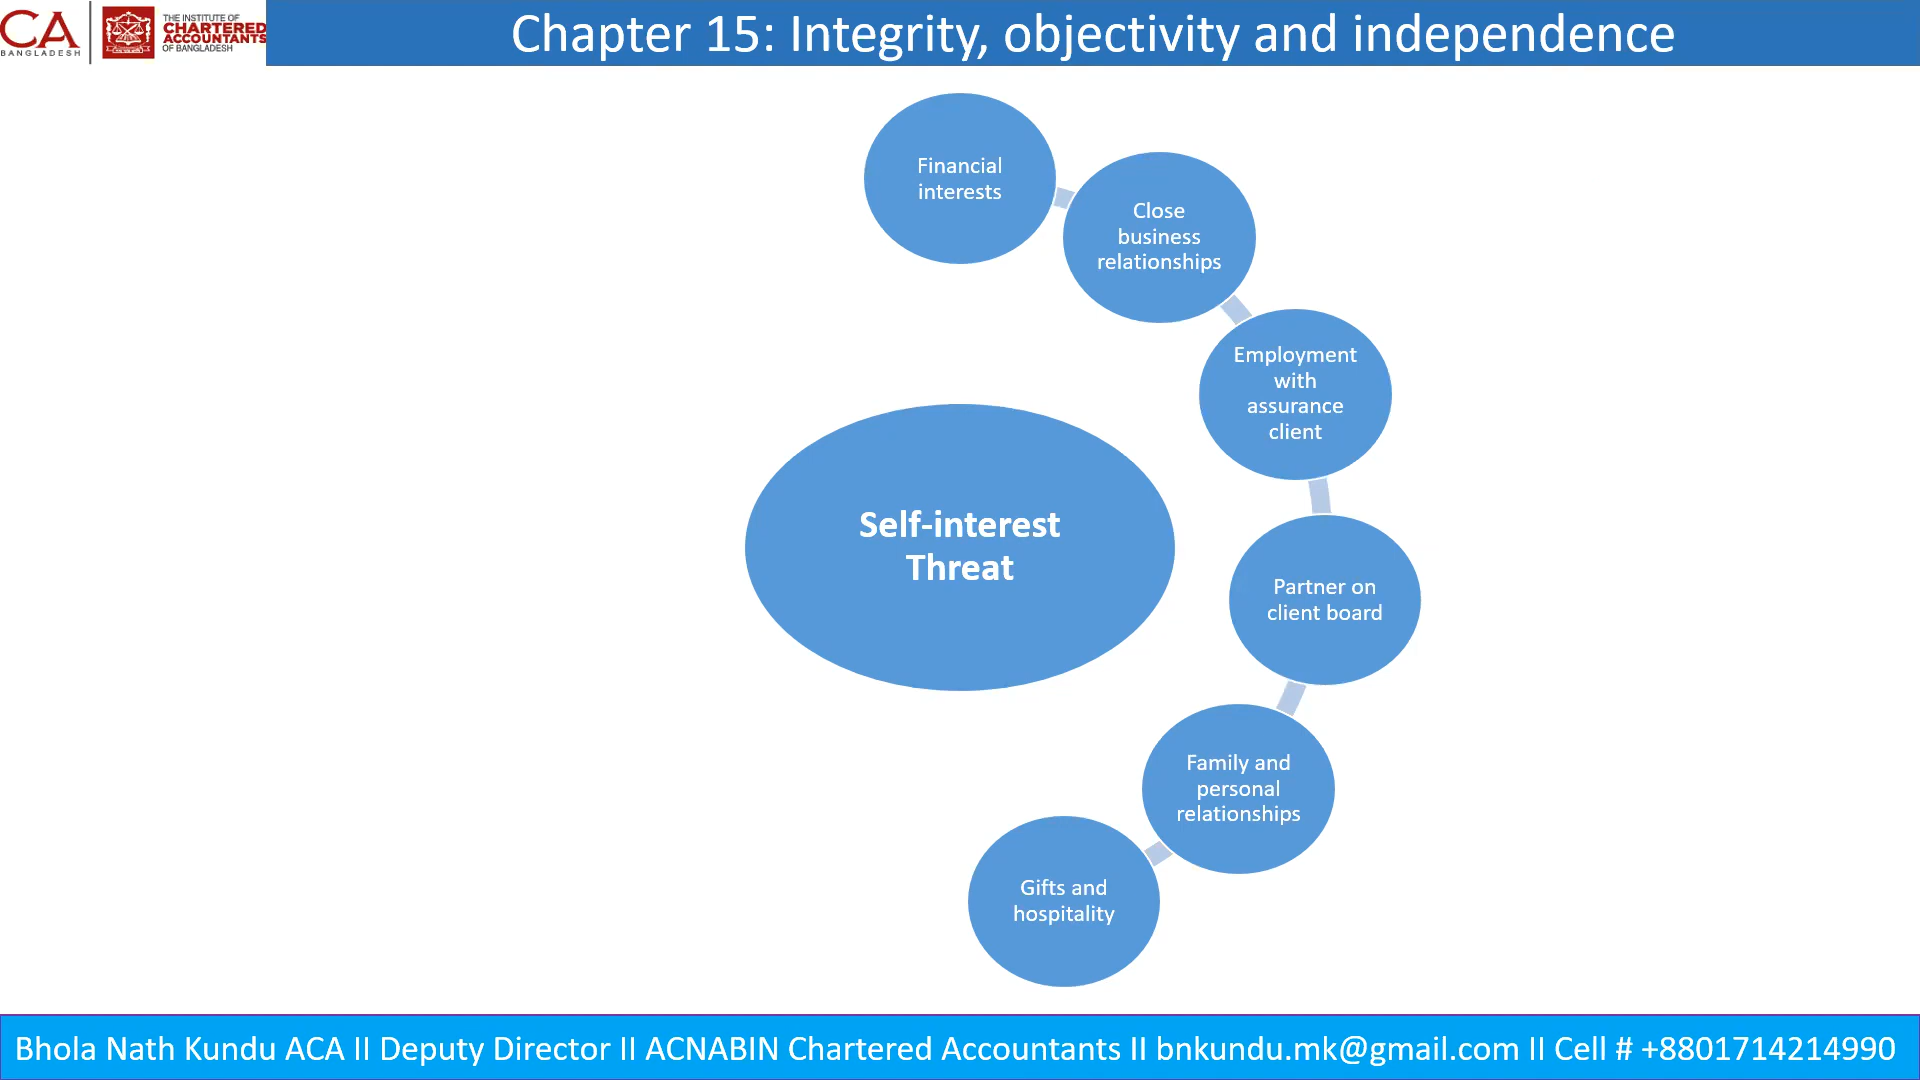 CA
BANGLADESH
THE INSTITUTE OF
CHARTERED
ACCOUNTANTS
OF BANGLADESH
Chapter 15: Integrity, objectivity and independence
Financial
interests
Close
business
relationships
Employment
with
assurance
client
Self-interest
Threat
Partner on
client board
Family and
personal
relationships
Gifts and
hospitality
Bhola Nath Kundu ACA II Deputy Director II ACNABIN Chartered Accountants II bnkundu.mk@gmail.com II Cell # +8801714214990